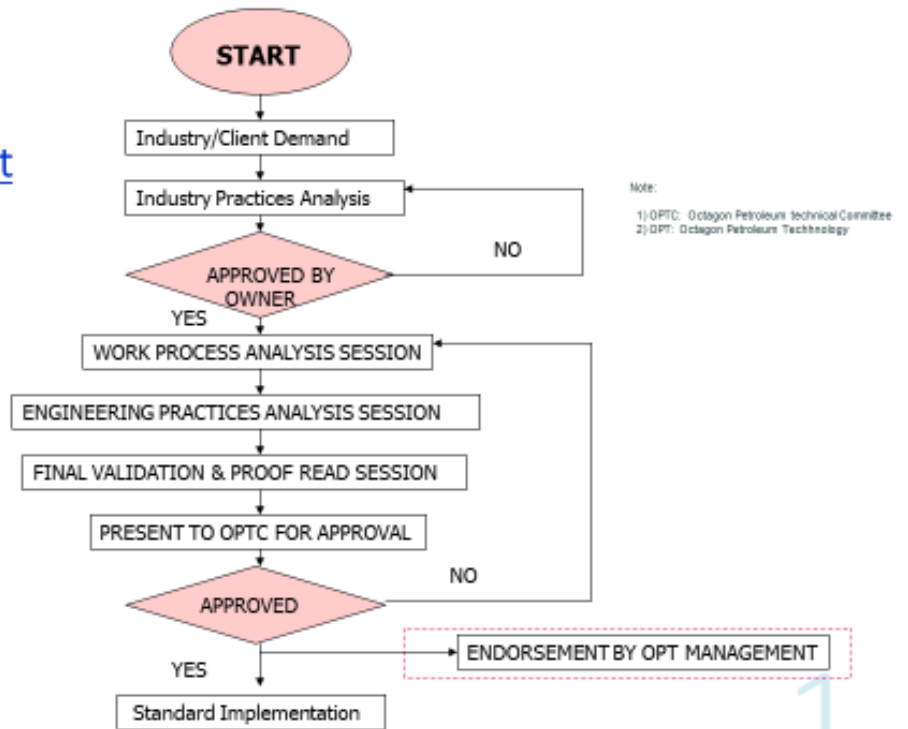 START
Industry/Client Demand
t
Industry Practices Analysis
Note:
1) OPTC: Octagon Petroleum technical Committee
2) OPT: Octagon Petroleum Techhnology
NO
APPROVED BY
OWNER
YES
WORK PROCESS ANALYSIS SESSION
ENGINEERING PRACTICES ANALYSIS SESSION
FINAL VALIDATION & PROOF READ SESSION
PRESENT TO OPTC FOR APPROVAL
NO
APPROVED
ENDORSEMENT BY OPT MANAGEMENT
YES
1
Standard Implementation